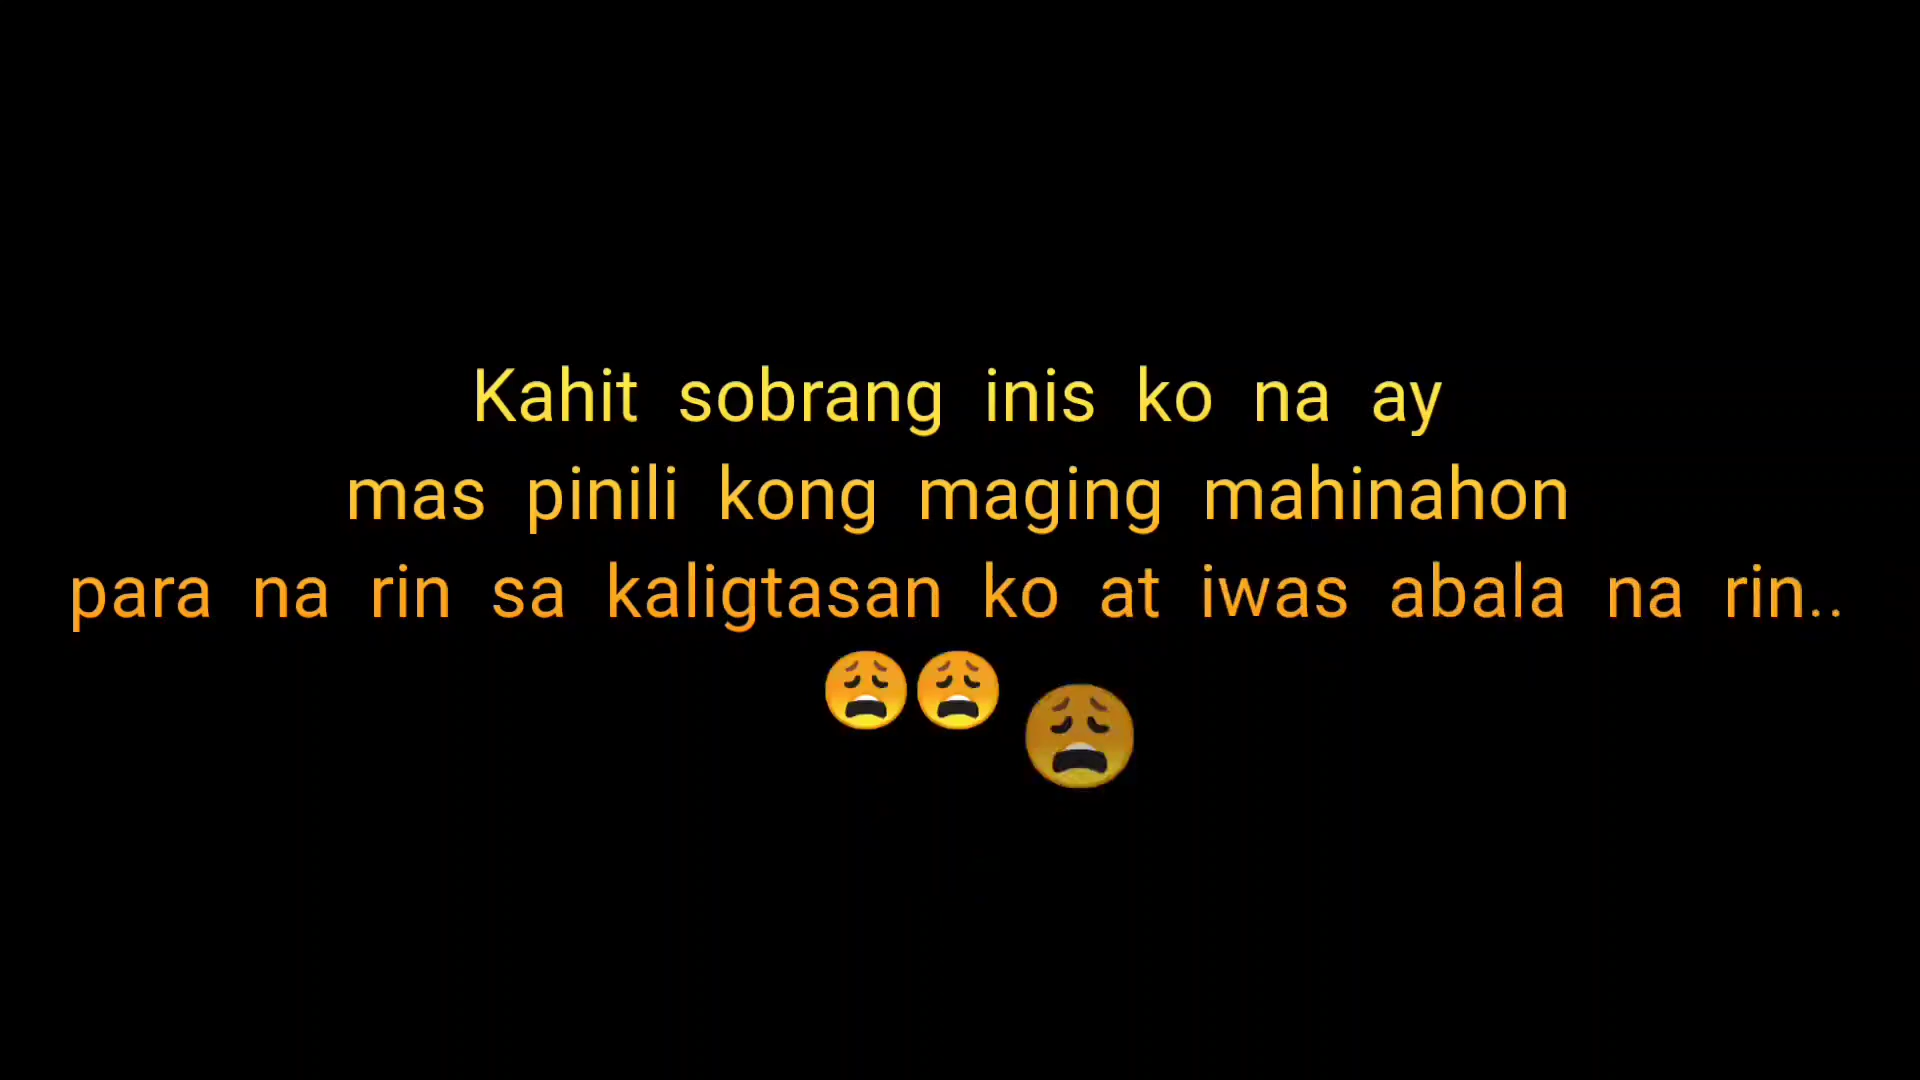 Kahit sobrang inis ko na ay
mas pinili kong maging mahinahon
para na rin sa kaligtasan ko at iwas abala na rin..
😩😩😩